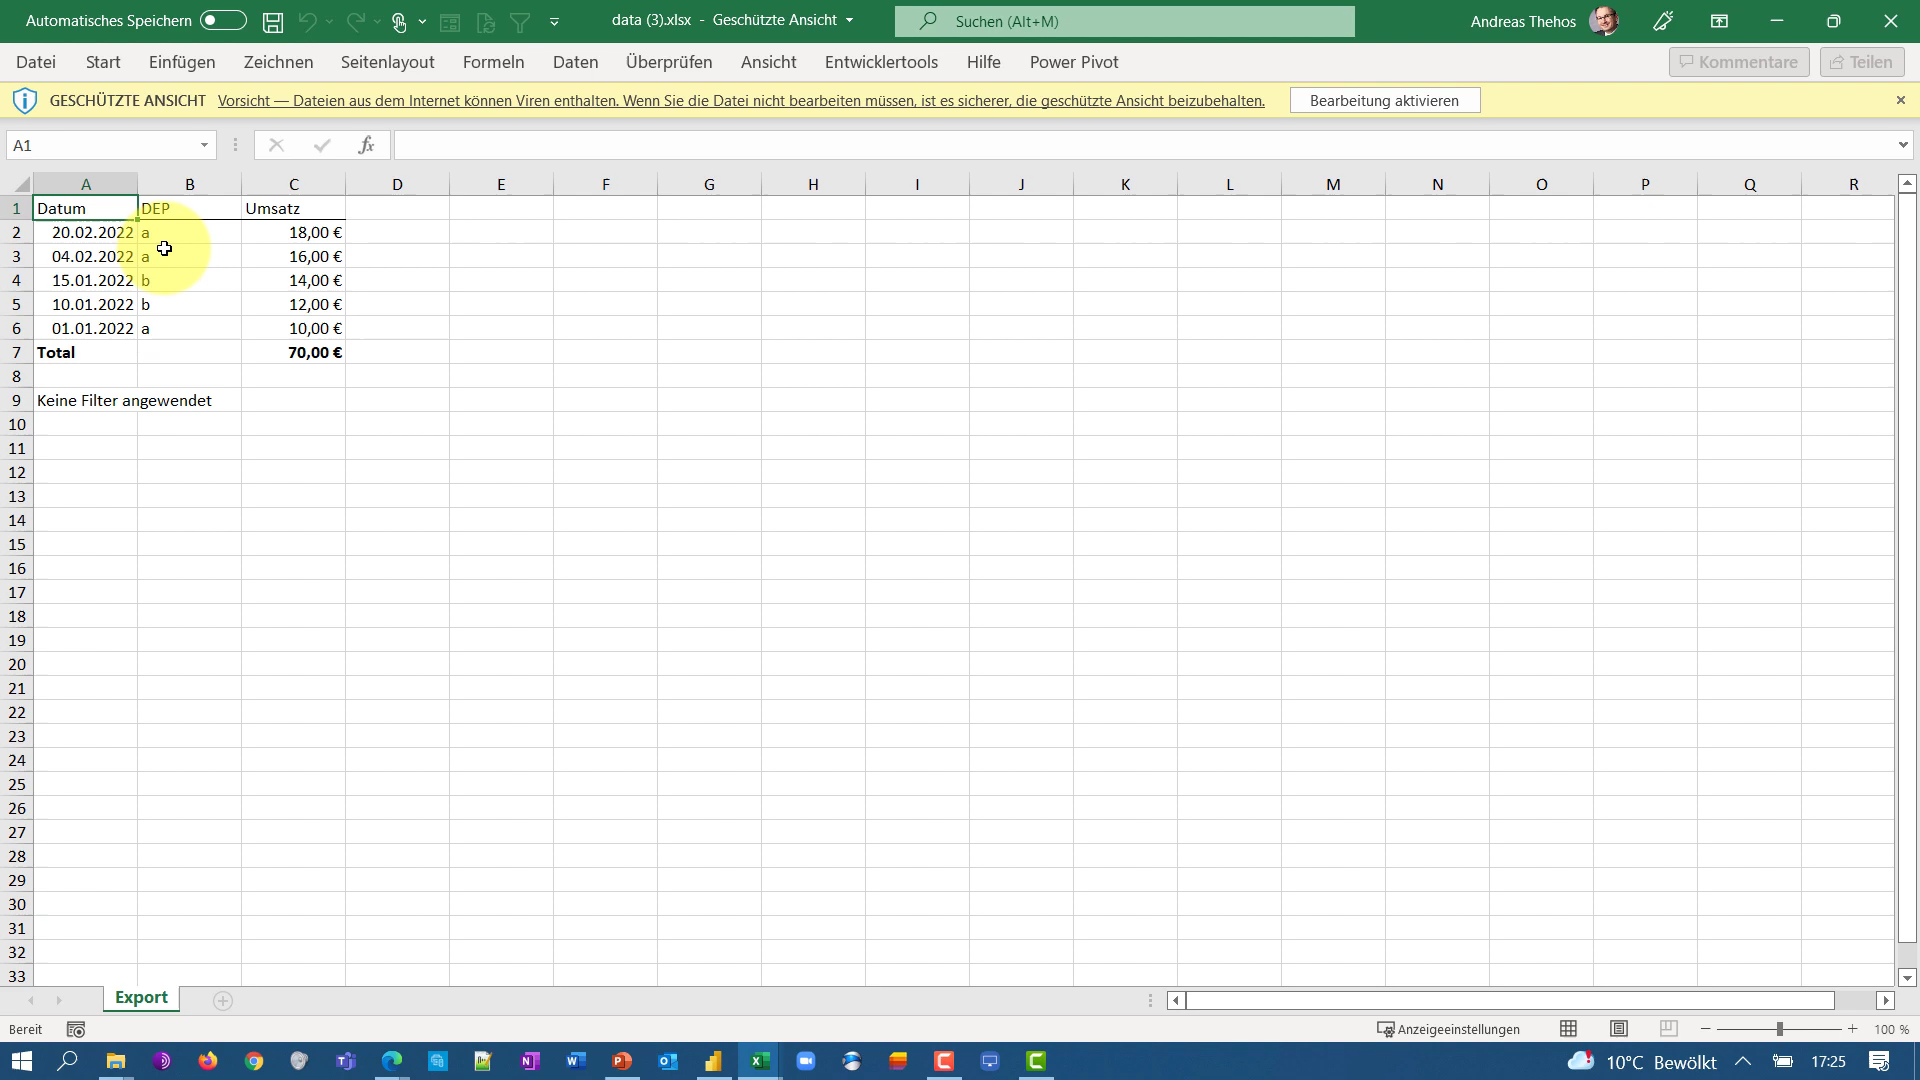 Automatisches Speichern
data (3).xlsx - Geschützte Ansicht
Suchen (Alt+M)
Andreas Thehos
Datei Start Einfügen Zeichnen Seitenlayout Formeln Daten Überprüfen Ansicht Entwicklertools Hilfe Power Pivot Kommentare Teilen
GESCHÜTZTE ANSICHT Vorsicht — Dateien aus dem Internet können Viren enthalten. Wenn Sie die Datei nicht bearbeiten müssen, ist es sicherer, die geschützte Ansicht beizubehalten. Bearbeitung aktivieren
A1 fx
A B C D E F G H I J K L M N O P Q R
1 Datum DEP Umsatz
2 20.02.2022 a 18,00 €
3 04.02.2022 a 16,00 €
4 15.01.2022 b 14,00 €
5 10.01.2022 b 12,00 €
6 01.01.2022 a 10,00 €
7 Total 70,00 €
8
9 Keine Filter angewendet
10
11
12
13
14
15
16
17
18
19
20
21
22
23
24
25
26
27
28
29
30
31
32
33
Export
Bereit Anzeigeeinstellungen 100 %
10°C Bewölkt 17:25